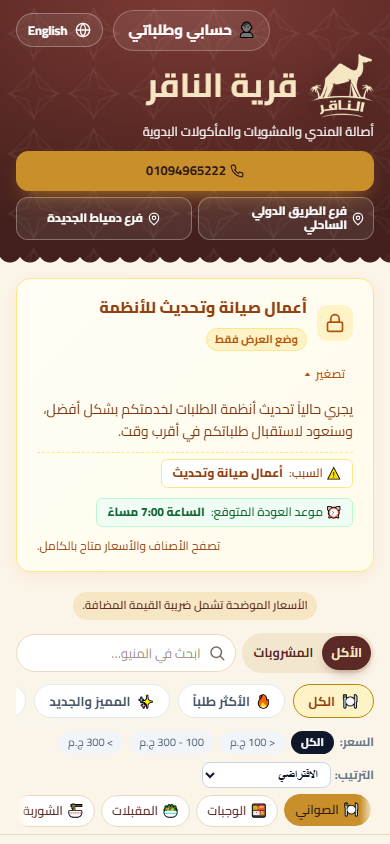 حسابي وطلباتي
English
قرية الناقر
الناقر
أصالة المندي والمشويات والمأكولات البدوية
01094965222
فرع الطريق الدولي الساحلي
فرع دمياط الجديدة
أعمال صيانة وتحديث للأنظمة
وضع العرض فقط
تصغير
يجري حالياً تحديث أنظمة الطلبات لخدمتكم بشكل أفضل،
وسنعود لاستقبال طلباتكم في أقرب وقت.
السبب: أعمال صيانة وتحديث
موعد العودة المتوقع: الساعة 7:00 مساءً
تصفح الأصناف والأسعار متاح بالكامل.
الأسعار الموضحة تشمل ضريبة القيمة المضافة.
الأكل المشروبات ابحث في المنيو...
الكل الأكثر طلباً المميز والجديد
السعر: الكل < 100 ج.م 100 - 300 ج.م > 300 ج.م
الترتيب: الافتراضي
الصواني الوجبات المقبلات الشوربة